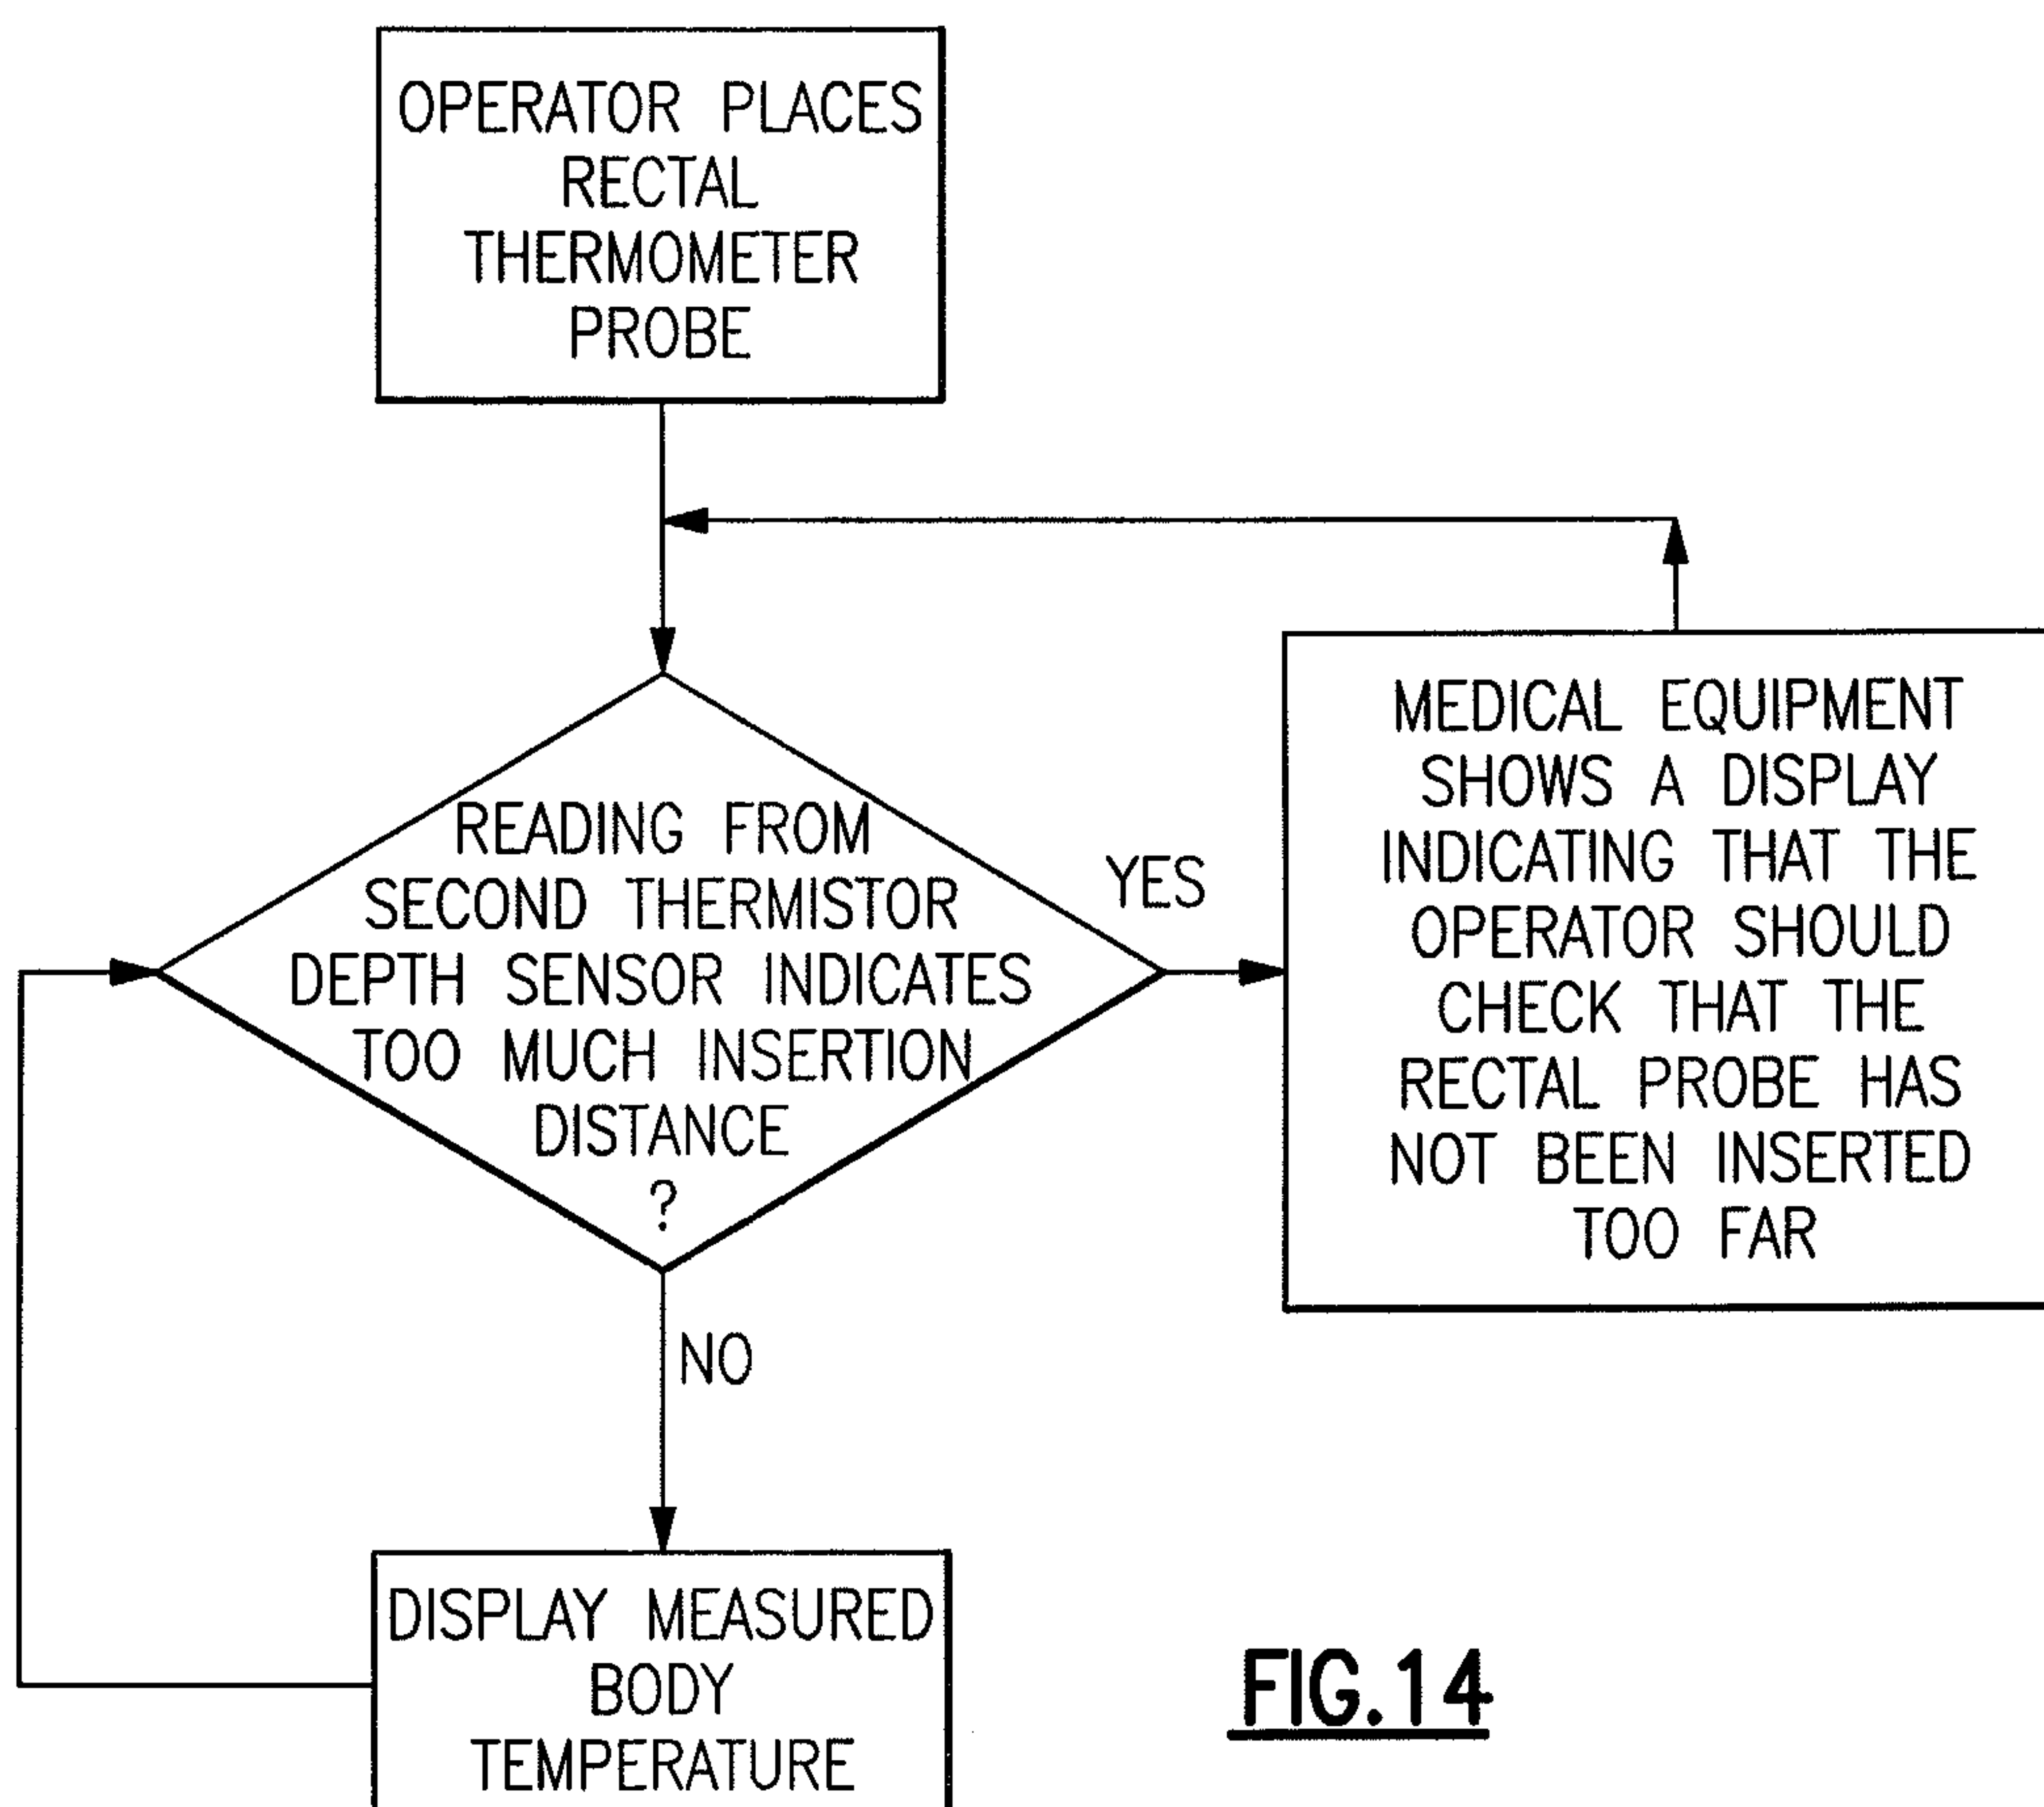 OPERATOR PLACES
RECTAL
THERMOMETER
PROBE
READING FROM
SECOND THERMISTOR
DEPTH SENSOR INDICATES
TOO MUCH INSERTION
DISTANCE
?
YES
MEDICAL EQUIPMENT
SHOWS A DISPLAY
INDICATING THAT THE
OPERATOR SHOULD
CHECK THAT THE
RECTAL PROBE HAS
NOT BEEN INSERTED
TOO FAR
NO
DISPLAY MEASURED
BODY
TEMPERATURE
FIG.14